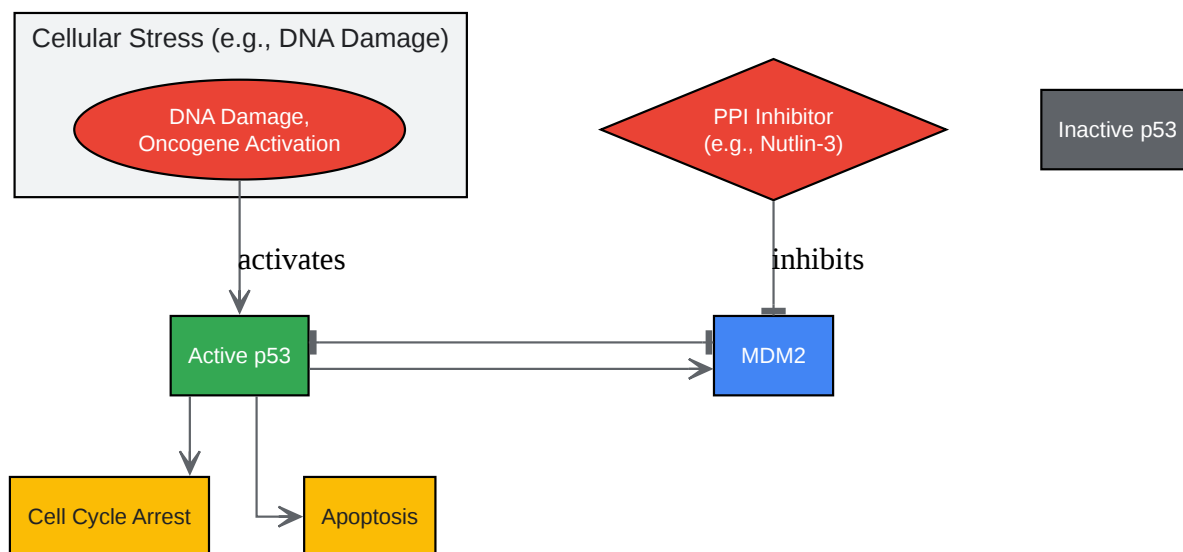 Cellular Stress (e.g., DNA Damage)
DNA Damage,
Oncogene Activation
PPI Inhibitor
(e.g., Nutlin-3)
Inactive p53
activates
inhibits
Active p53
MDM2
Cell Cycle Arrest
Apoptosis